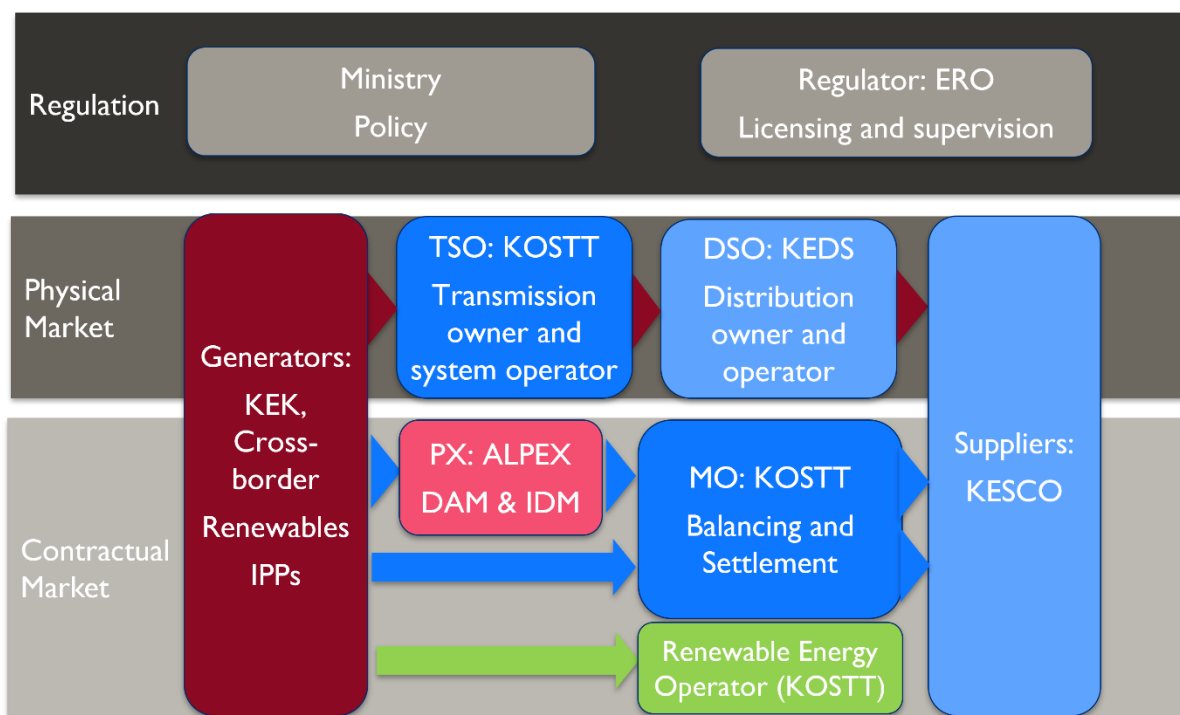 Regulation
Ministry
Policy
Regulator: ERO
Licensing and supervision
Physical
Market
Generators:
KEK,
Cross-
border
Renewables
IPPs
TSO: KOSTT
Transmission
owner and
system operator
DSO: KEDS
Distribution
owner and
operator
Suppliers:
KESCO
Contractual
Market
PX: ALPEX
DAM & IDM
MO: KOSTT
Balancing and
Settlement
Renewable Energy
Operator (KOSTT)